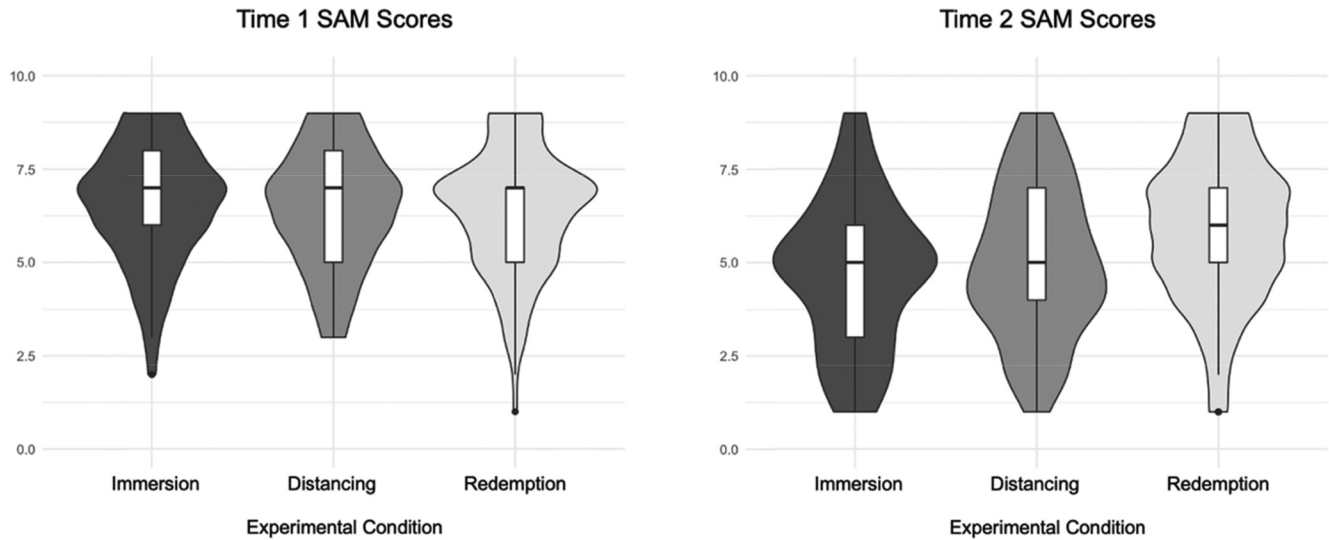 Time 1 SAM Scores
10.0
7.5
5.0
2.5
0.0
Immersion Distancing Redemption
Experimental Condition
Time 2 SAM Scores
10.0
7.5
5.0
2.5
0.0
Immersion Distancing Redemption
Experimental Condition